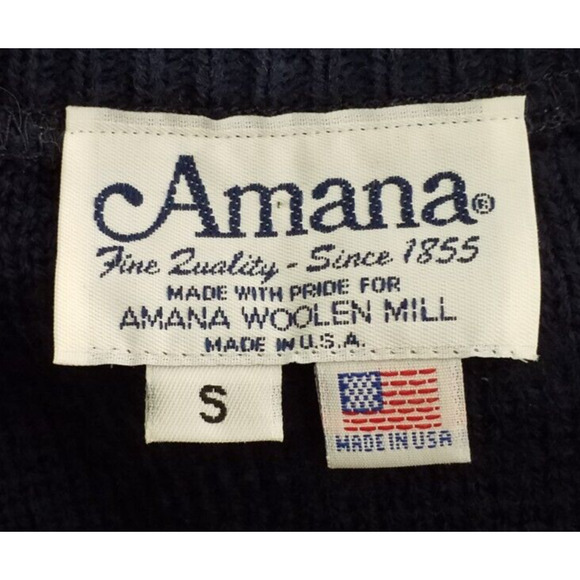 Amana®
Fine Quality - Since 1855
MADE WITH PRIDE FOR
AMANA WOOLEN MILL
MADE IN U.S.A.
S
MADE IN USA